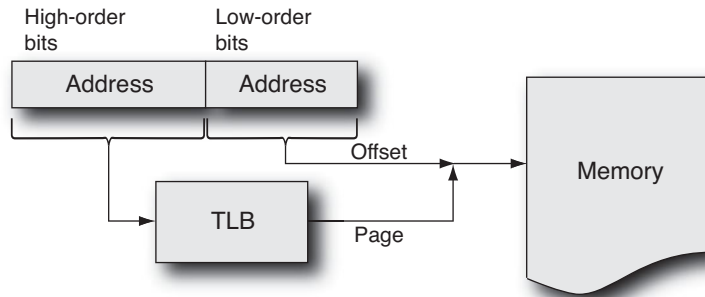 High-order
bits
Low-order
bits
Address
Address
Offset
Memory
TLB
Page